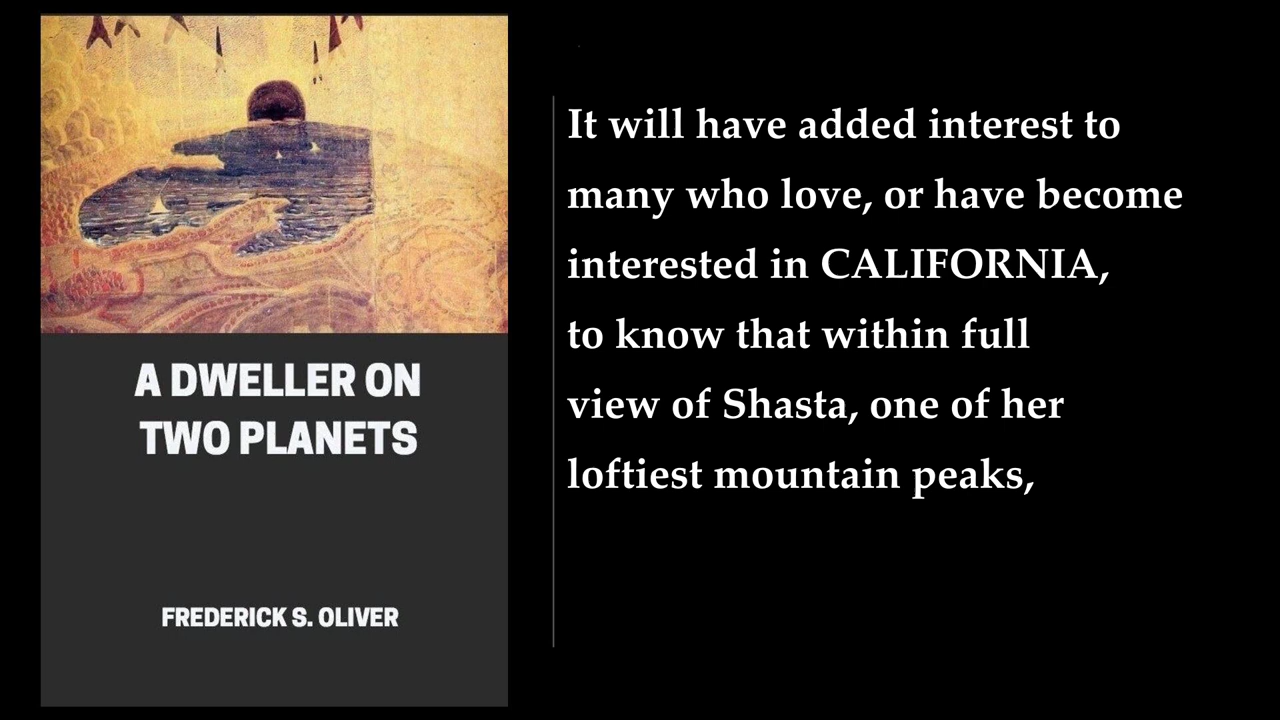 A DWELLER ON
TWO PLANETS
FREDERICK S. OLIVER
It will have added interest to
many who love, or have become
interested in CALIFORNIA,
to know that within full
view of Shasta, one of her
loftiest mountain peaks,